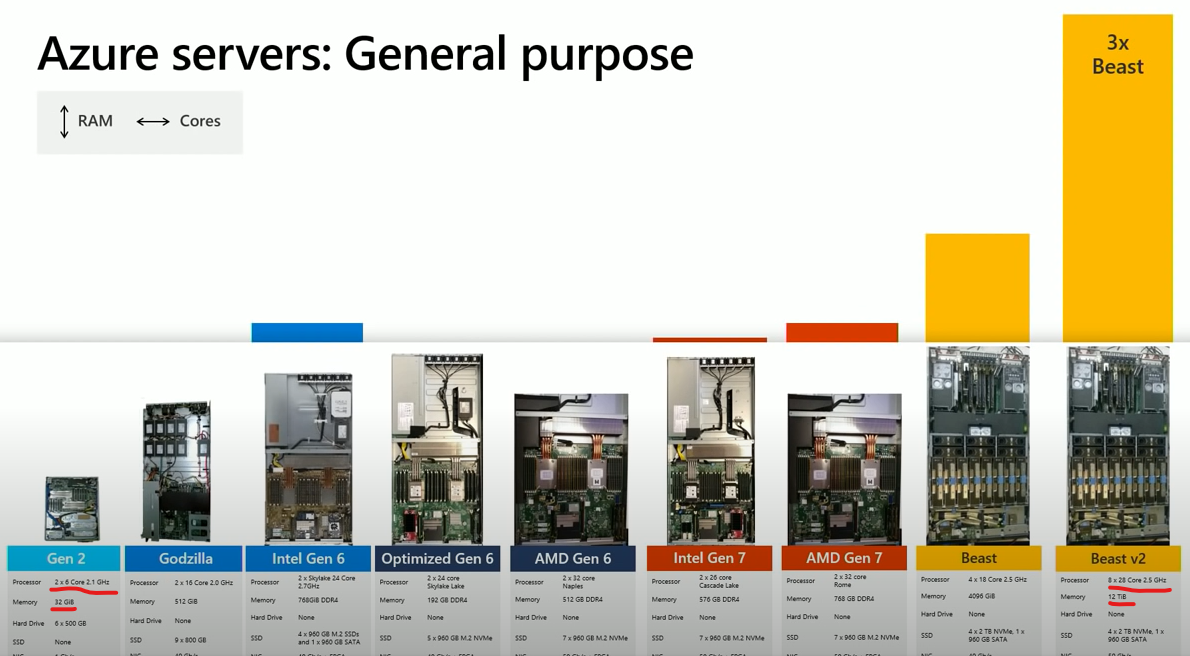 Azure servers: General purpose
RAM
Cores
3x
Beast
Gen 2
Processor 2 x 6 Core 2.1 GHz
Memory 32 GiB
Hard Drive 6 x 500 GB
SSD None
Godzilla
Processor 2 x 16 Core 2.0 GHz
Memory 512 GiB
Hard Drive None
SSD 9 x 800 GB
Intel Gen 6
Processor 2 x Skylake 24 Core
2.7GHz
Memory 768GiB DDR4
Hard Drive None
SSD 4 x 960 GB M.2 SSDs
and 1 x 960 GB SATA
Optimized Gen 6
Processor 2 x 24 core
Skylake Lake
Memory 192 GB DDR4
Hard Drive None
SSD 5 x 960 GB M.2 NVMe
AMD Gen 6
Processor 2 x 32 core
Naples
Memory 512 GB DDR4
Hard Drive None
SSD 7 x 960 GB M.2 NVMe
Intel Gen 7
Processor 2 x 26 core
Cascade Lake
Memory 576 GB DDR4
Hard Drive None
SSD 7 x 960 GB M.2 NVMe
AMD Gen 7
Processor 2 x 32 core
Rome
Memory 768 GB DDR4
Hard Drive None
SSD 7 x 960 GB M.2 NVMe
Beast
Processor 4 x 18 Core 2.5 GHz
Memory 4096 GiB
Hard Drive None
SSD 4 x 2 TB NVMe, 1 x
960 GB SATA
Beast v2
Processor 8 x 28 Core 2.5 GHz
Memory 12 TiB
Hard Drive None
SSD 4 x 2 TB NVMe, 1 x
960 GB SATA